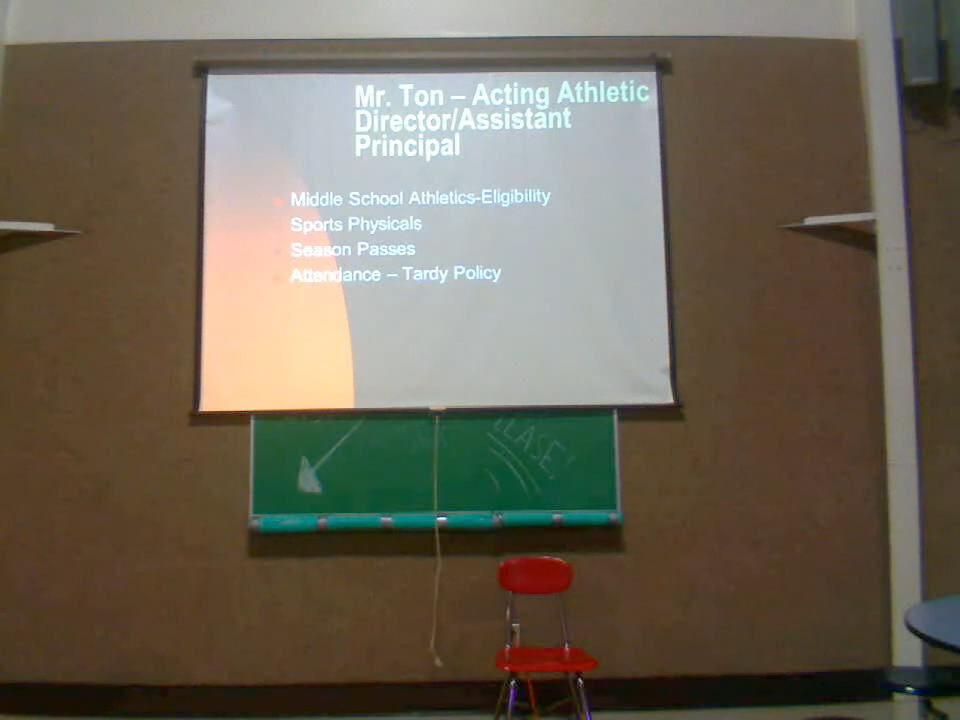 Mr. Ton – Acting Athletic
Director/Assistant
Principal
Middle School Athletics-Eligibility
Sports Physicals
Season Passes
Attendance – Tardy Policy